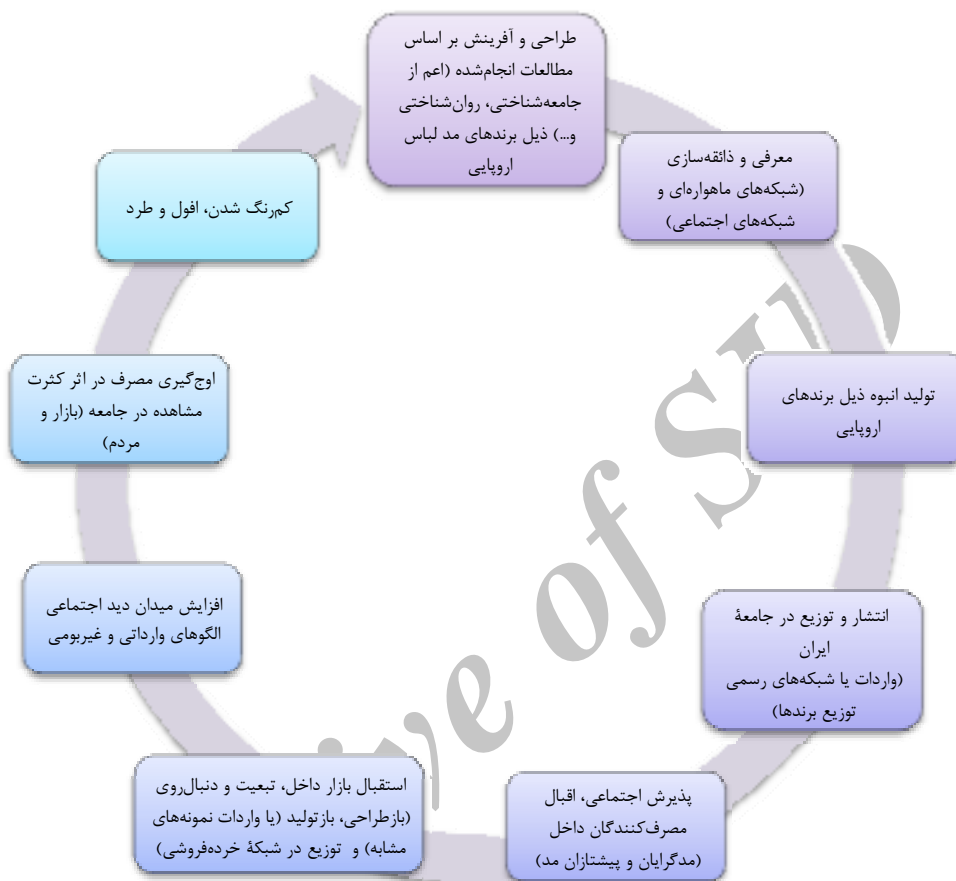 طراحی و آفرینش بر اساس
مطالعات انجام‌شده (اعم از
جامعه‌شناختی، روان‌شناختی
و...) ذیل برندهای مد لباس
اروپایی
معرفی و ذائقه‌سازی
(شبکه‌های ماهواره‌ای و
شبکه‌های اجتماعی)
تولید انبوه ذیل برندهای
اروپایی
انتشار و توزیع در جامعهٔ
ایران
(واردات یا شبکه‌های رسمی
توزیع برندها)
پذیرش اجتماعی، اقبال
مصرف‌کنندگان داخل
(مدگرایان و پیشتازان مد)
استقبال بازار داخل، تبعیت و دنبال‌روی
(بازطراحی، بازتولید (یا واردات نمونه‌های
مشابه) و توزیع در شبکهٔ خرده‌فروشی)
افزایش میدان دید اجتماعی
الگوهای وارداتی و غیربومی
اوج‌گیری مصرف در اثر کثرت
مشاهده در جامعه (بازار و
مردم)
کم‌رنگ شدن، افول و طرد
ive of SID